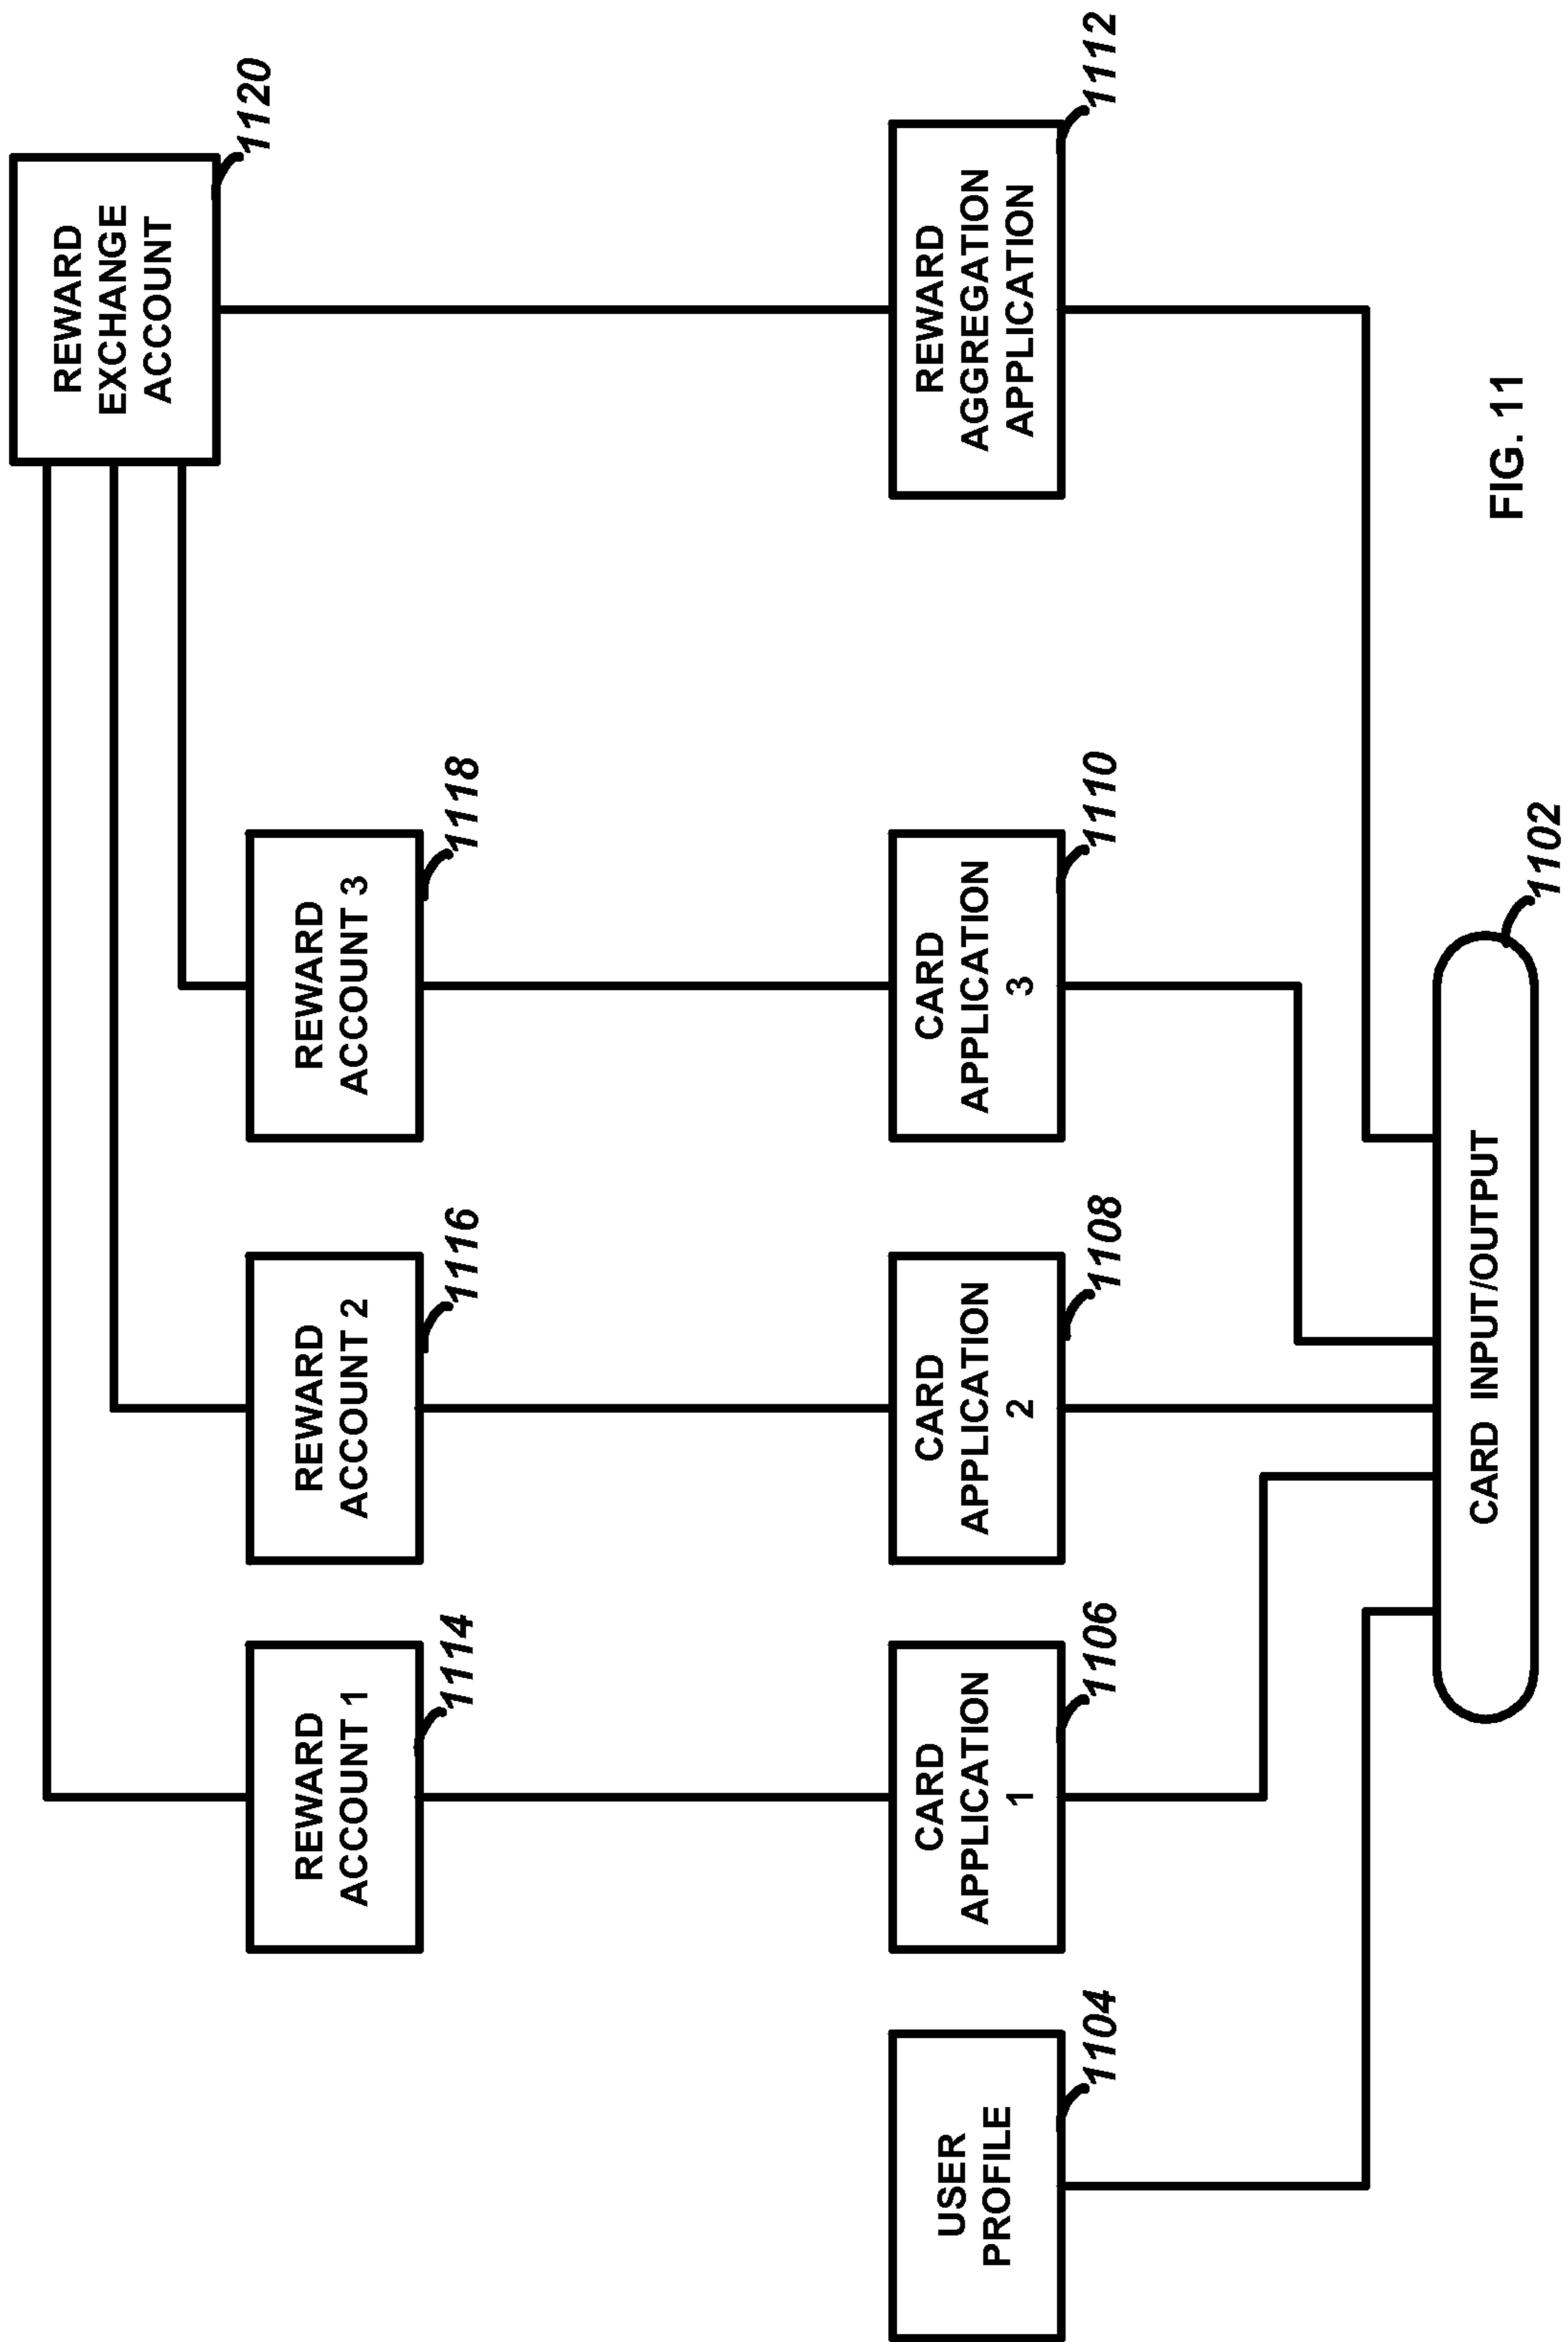 REWARD
EXCHANGE
ACCOUNT
1120
REWARD
ACCOUNT 1
1114
REWARD
ACCOUNT 2
1116
REWARD
ACCOUNT 3
1118
USER
PROFILE
1104
CARD
APPLICATION
1
1106
CARD
APPLICATION
2
1108
CARD
APPLICATION
3
1110
REWARD
AGGREGATION
APPLICATION
1112
CARD INPUT/OUTPUT
1102
FIG. 11